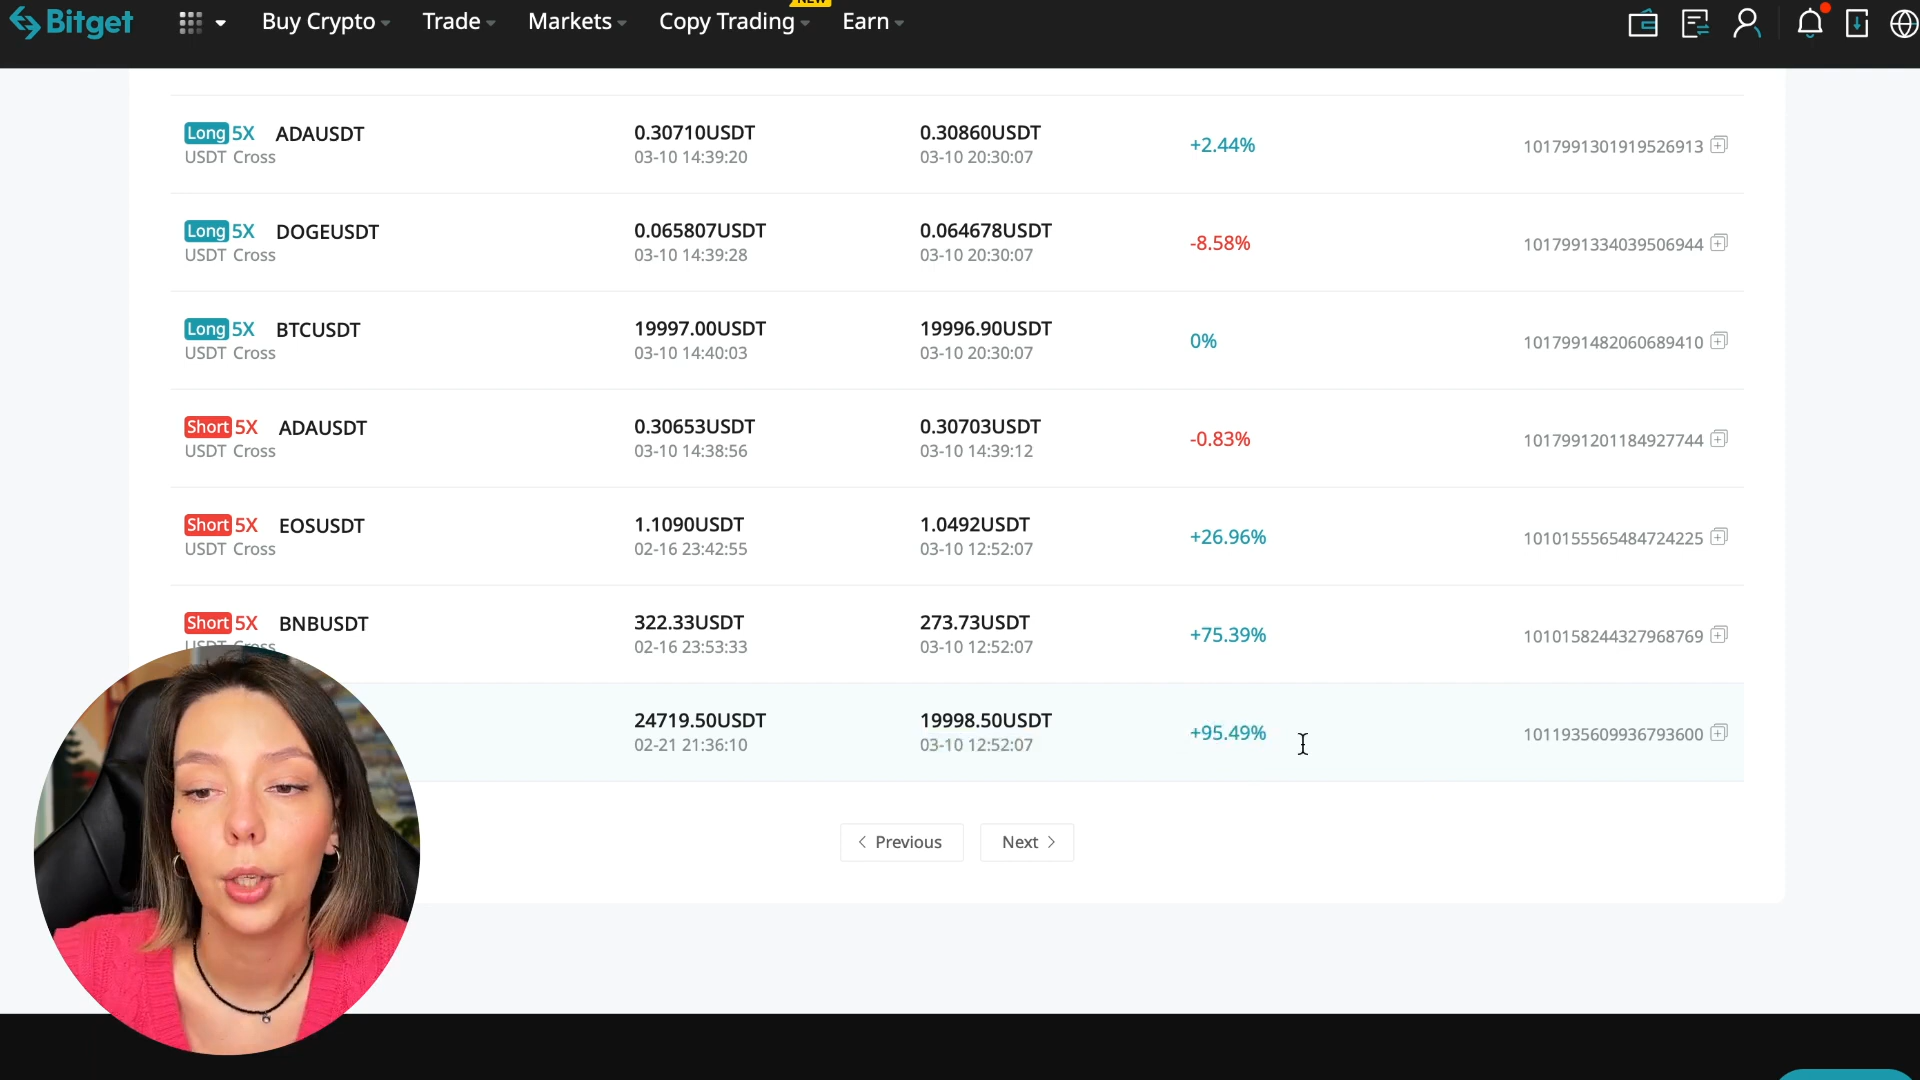 Bitget
Buy Crypto Trade Markets Copy Trading NEW Earn
Long 5X ADAUSDT 0.30710USDT 0.30860USDT +2.44% 1017991301919526913
USDT Cross 03-10 14:39:20 03-10 20:30:07
Long 5X DOGEUSDT 0.065807USDT 0.064678USDT -8.58% 1017991334039506944
USDT Cross 03-10 14:39:28 03-10 20:30:07
Long 5X BTCUSDT 19997.00USDT 19996.90USDT 0% 1017991482060689410
USDT Cross 03-10 14:40:03 03-10 20:30:07
Short 5X ADAUSDT 0.30653USDT 0.30703USDT -0.83% 1017991201184927744
USDT Cross 03-10 14:38:56 03-10 14:39:12
Short 5X EOSUSDT 1.1090USDT 1.0492USDT +26.96% 1010155565484724225
USDT Cross 02-16 23:42:55 03-10 12:52:07
Short 5X BNBUSDT 322.33USDT 273.73USDT +75.39% 1010158244327968769
USDT Cross 02-16 23:53:33 03-10 12:52:07
24719.50USDT 19998.50USDT +95.49% 1011935609936793600
02-21 21:36:10 03-10 12:52:07
Previous Next